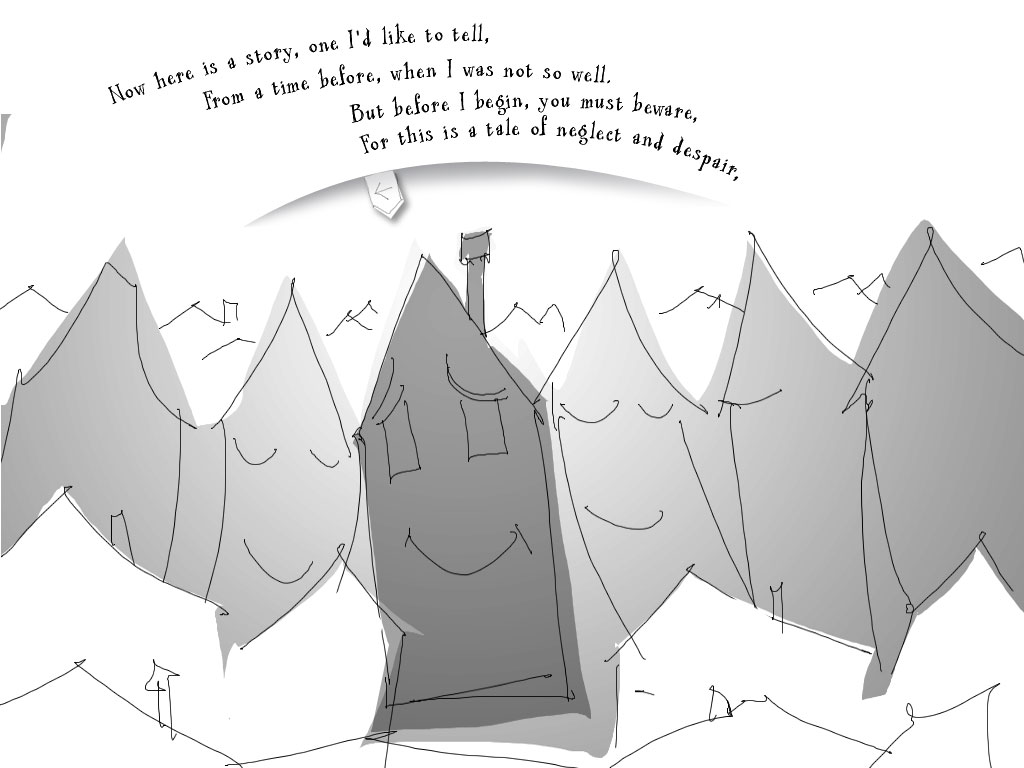 Now here is a story, one I'd like to tell,
From a time before, when I was not so well.
But before I begin, you must beware,
For this is a tale of neglect and despair,